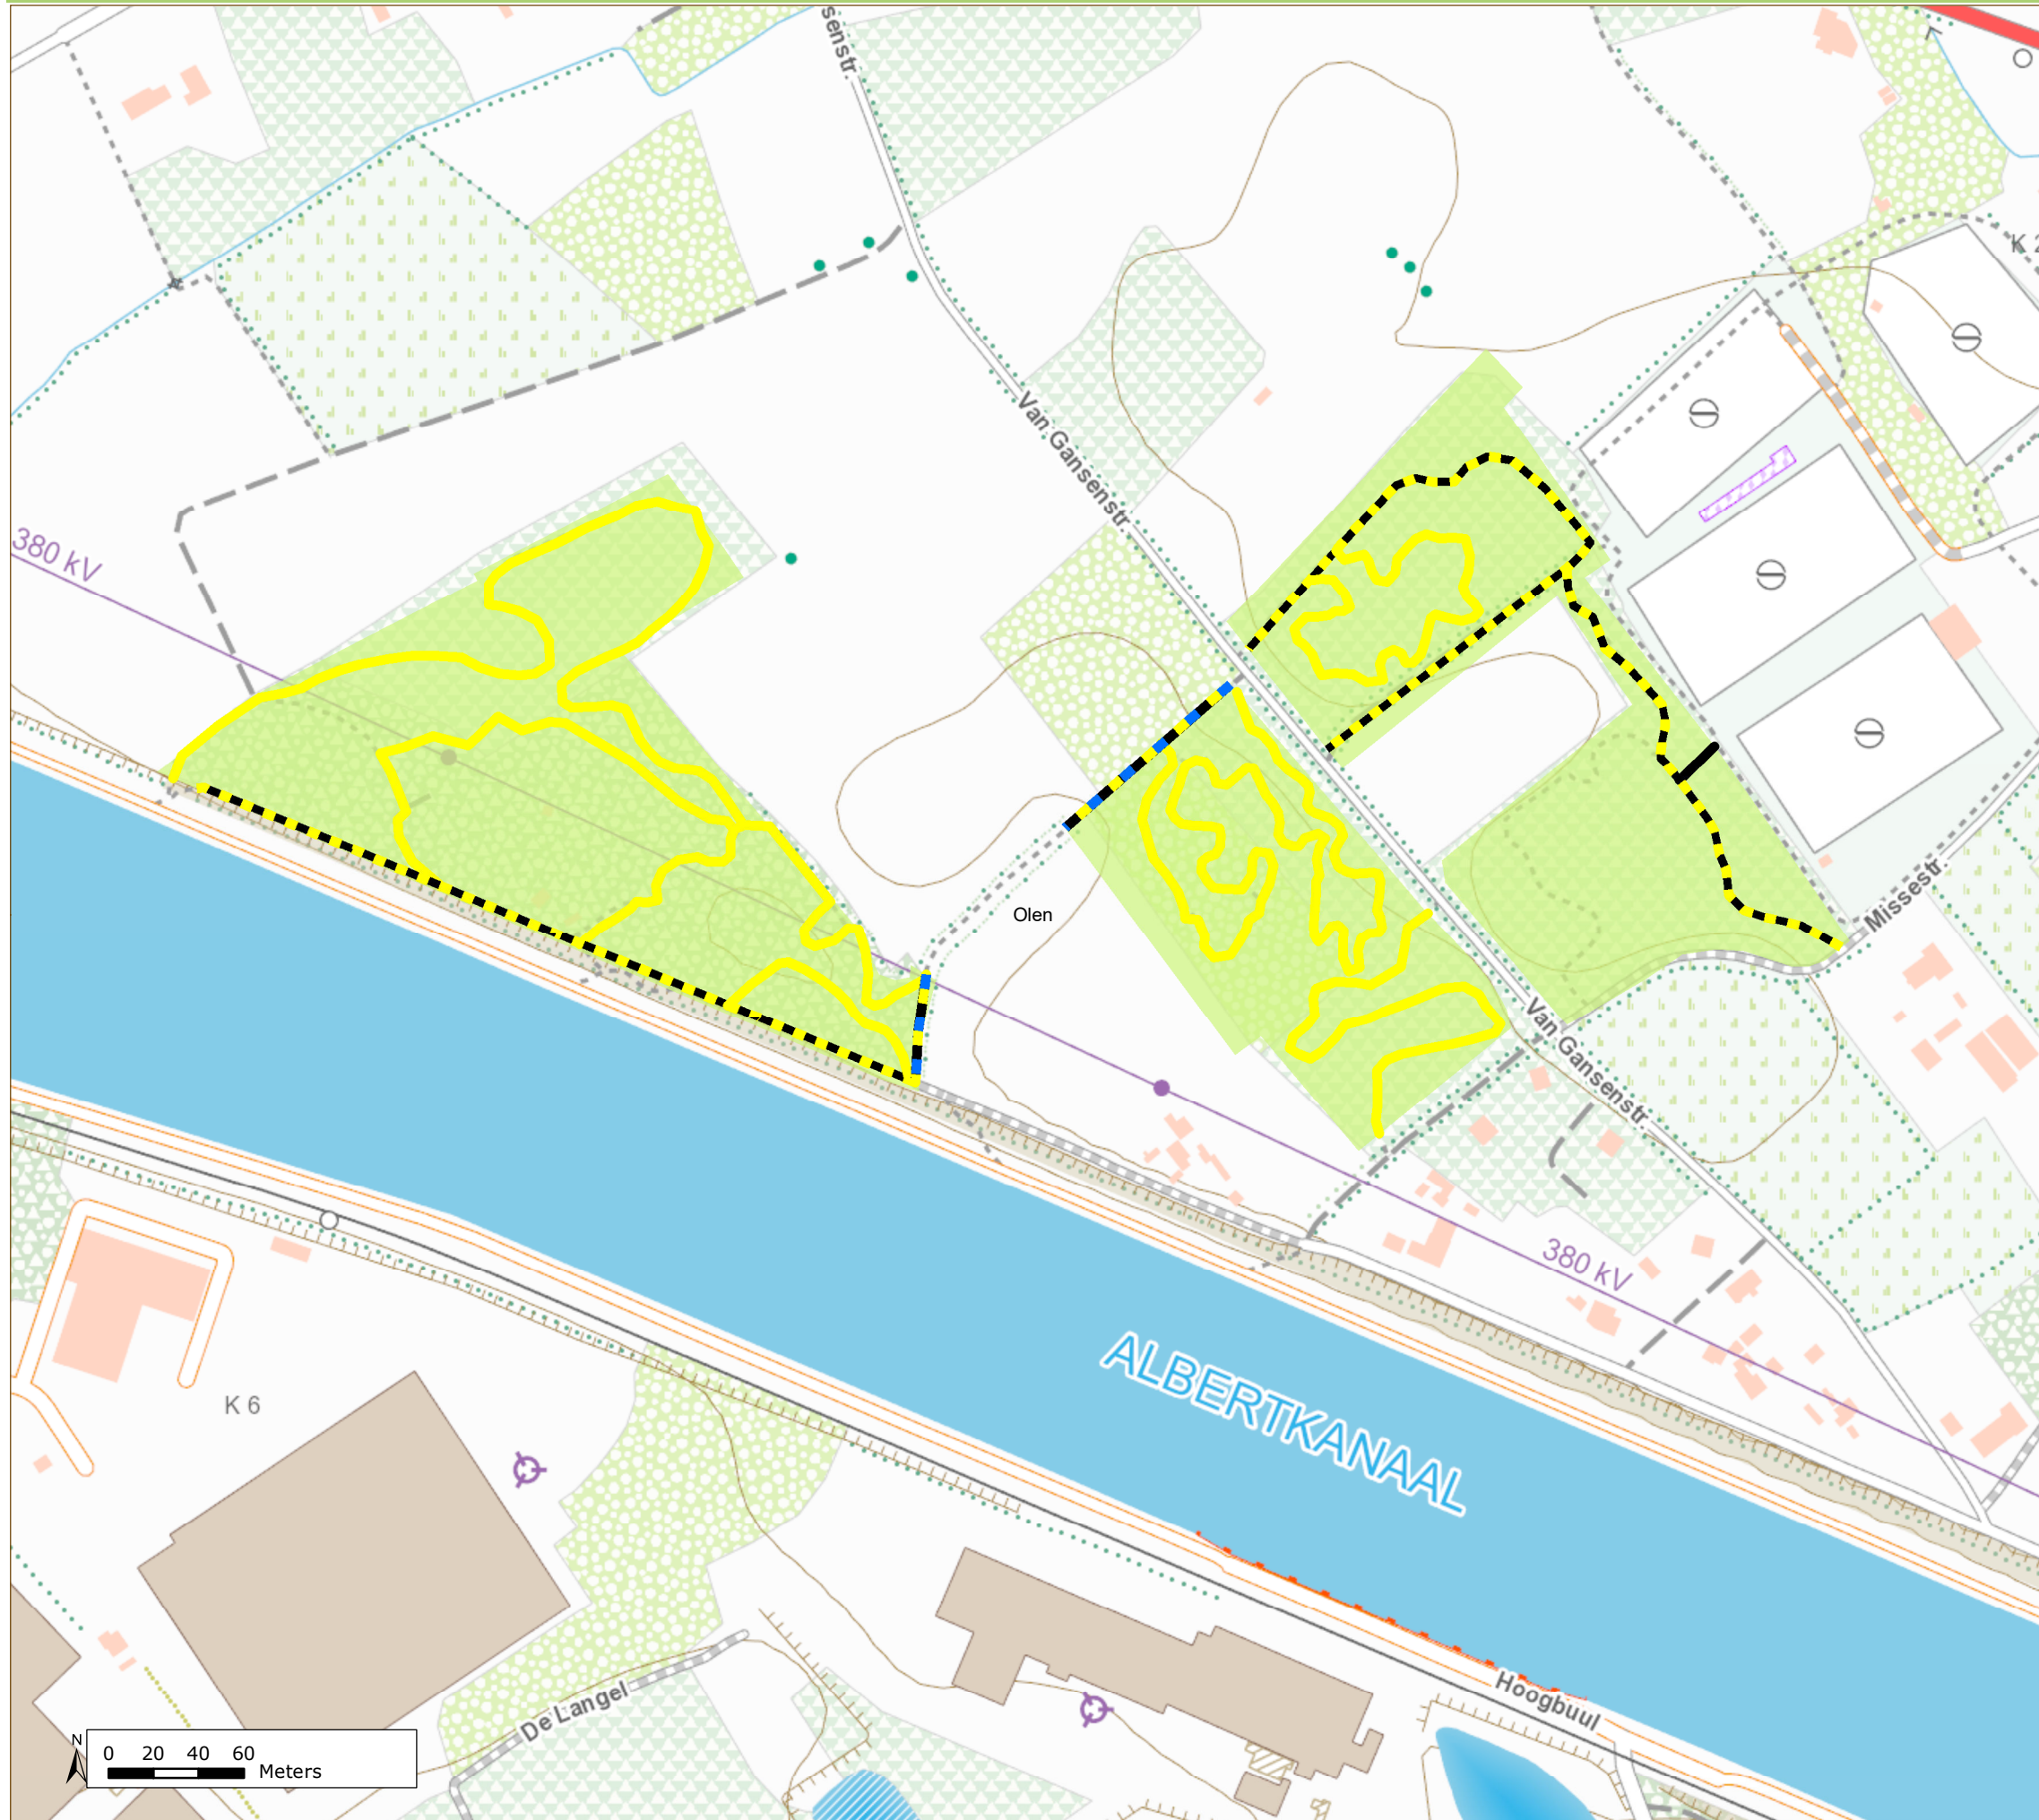 senstr.
K 2
Van Gansenstr.
380 kV
Olen
Missestr.
Van Gansenstr.
380 kV
ALBERTKANAAL
K 6
Hoogbuul
De Langel
N
0 20 40 60
Meters